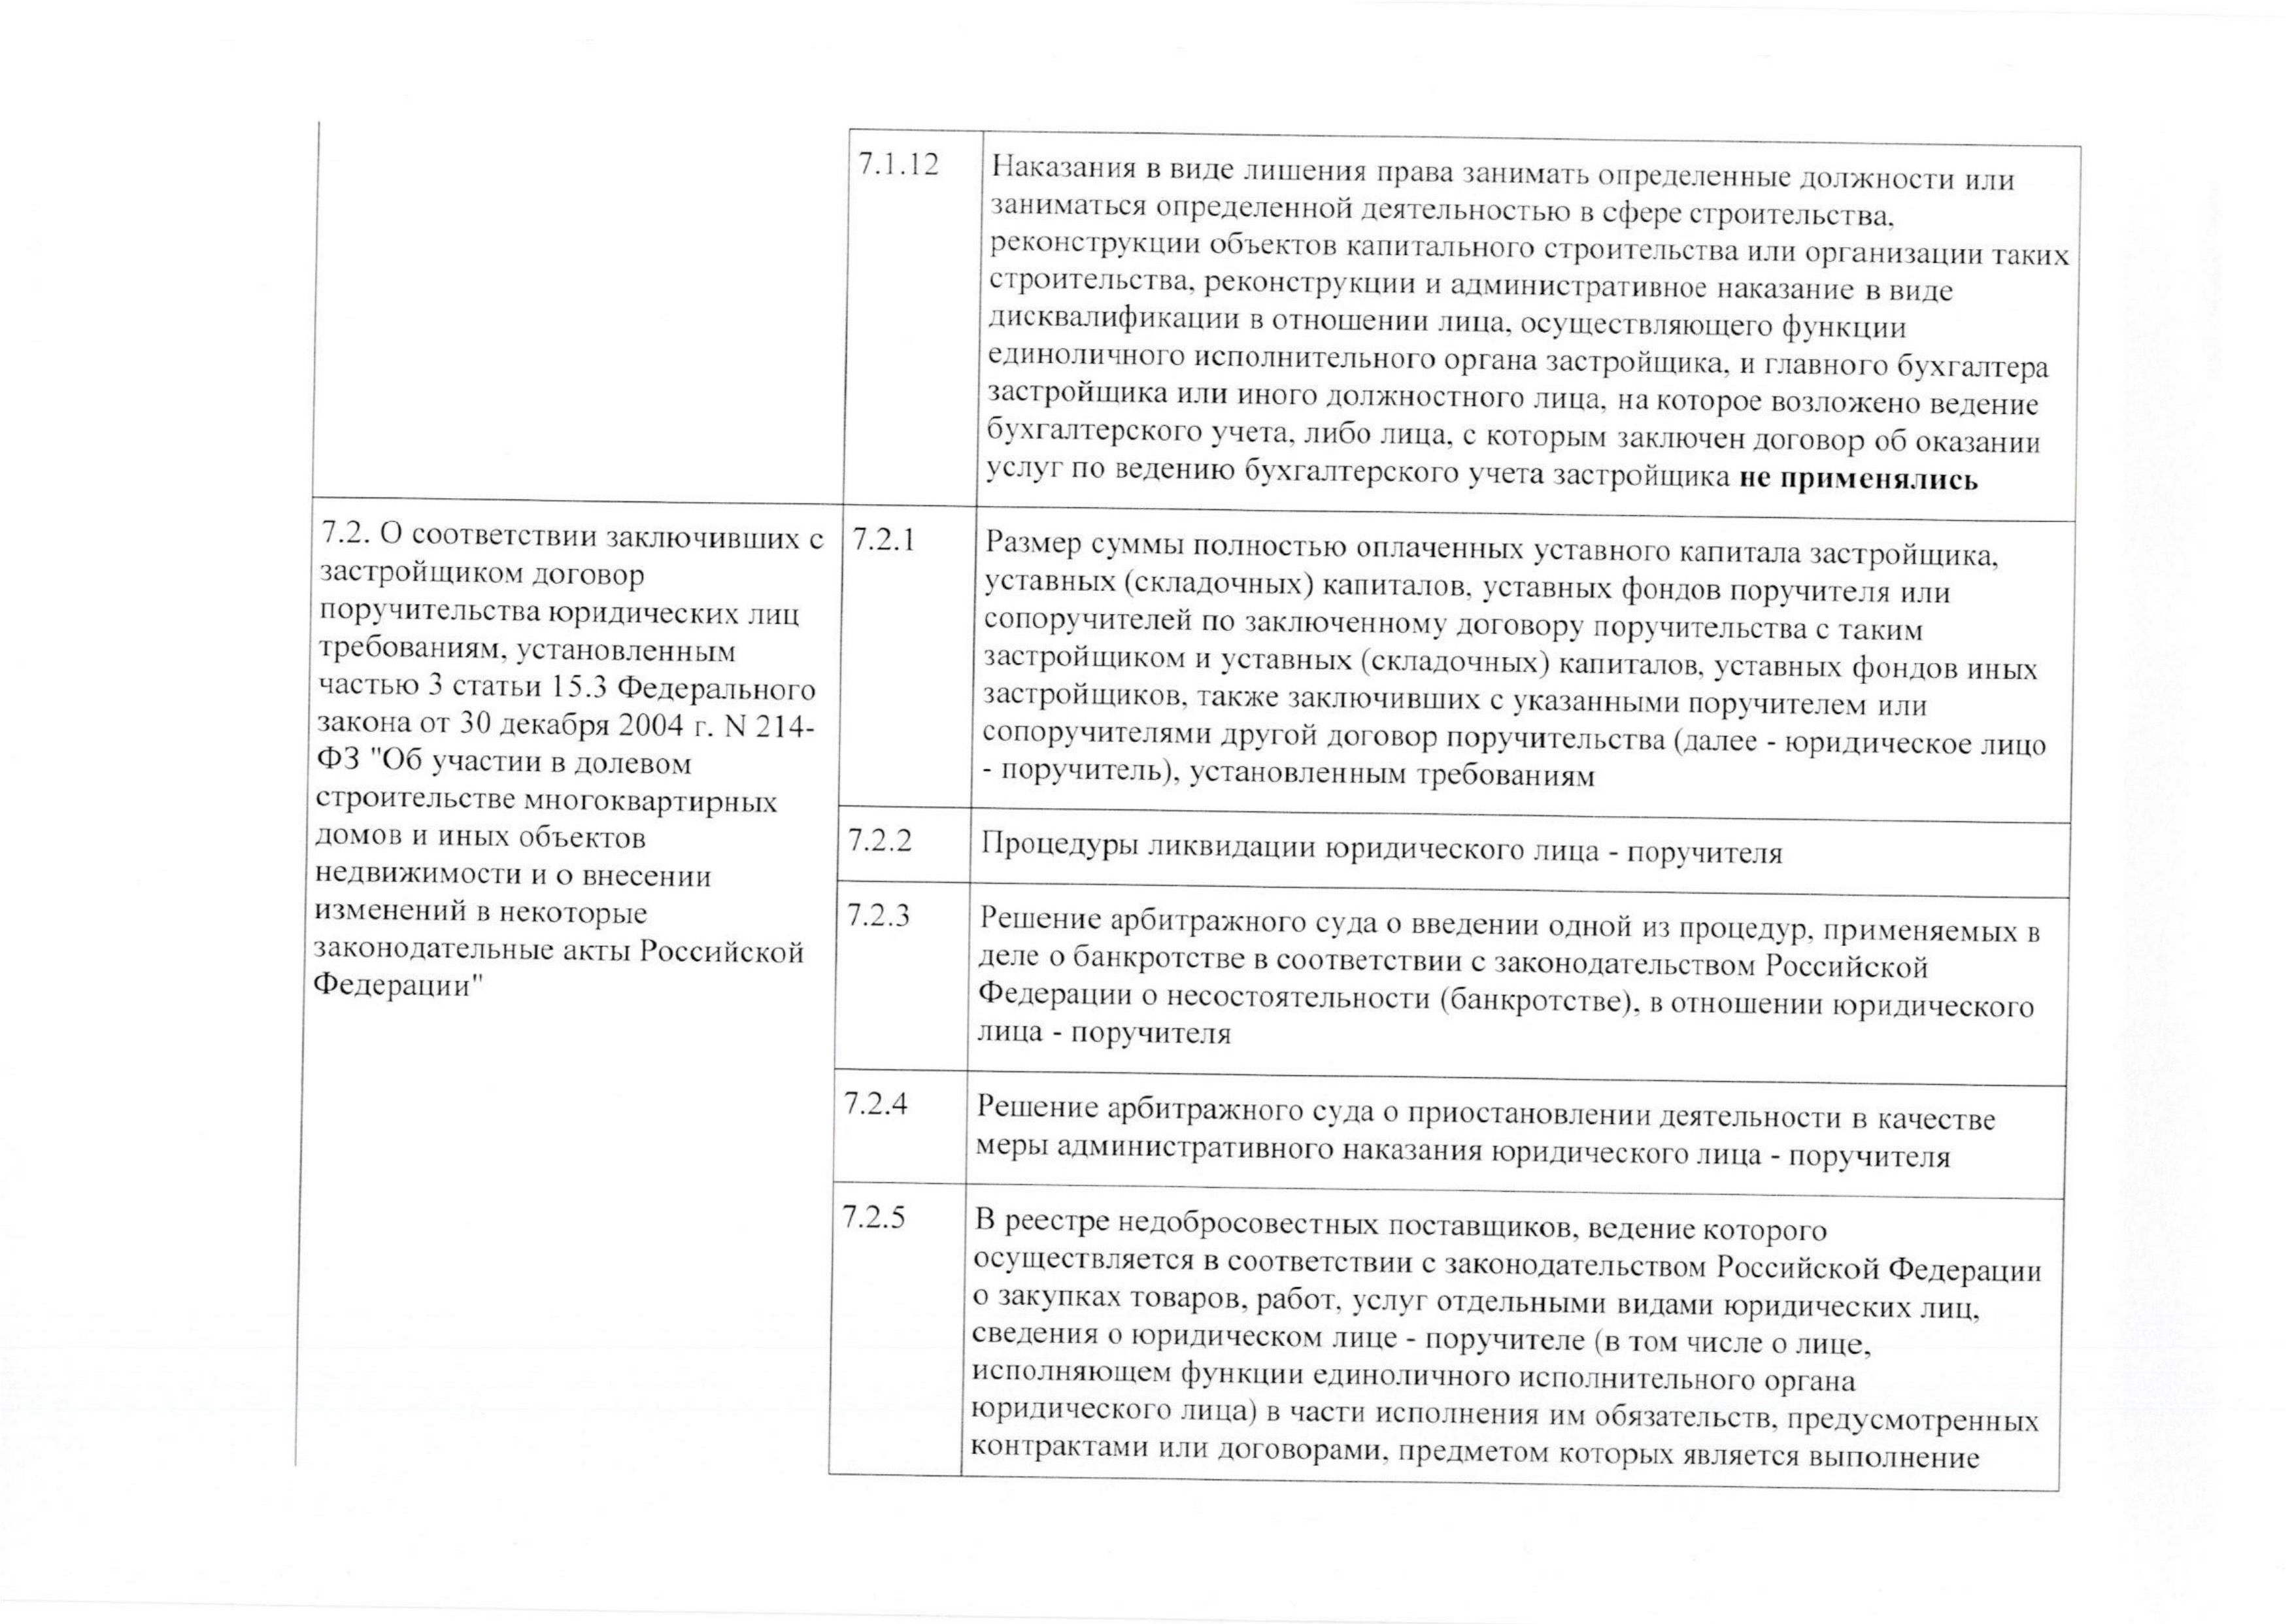 7.1.12
Наказания в виде лишения права занимать определенные должности или
заниматься определенной деятельностью в сфере строительства,
реконструкции объектов капитального строительства или организации таких
строительства, реконструкции и административное наказание в виде
дисквалификации в отношении лица, осуществляющего функции
единоличного исполнительного органа застройщика, и главного бухгалтера
застройщика или иного должностного лица, на которое возложено ведение
бухгалтерского учета, либо лица, с которым заключен договор об оказании
услуг по ведению бухгалтерского учета застройщика не применялись
7.2. О соответствии заключивших с
застройщиком договор
поручительства юридических лиц
требованиям, установленным
частью 3 статьи 15.3 Федерального
закона от 30 декабря 2004 г. N 214-
ФЗ "Об участии в долевом
строительстве многоквартирных
домов и иных объектов
недвижимости и о внесении
изменений в некоторые
законодательные акты Российской
Федерации"
7.2.1
Размер суммы полностью оплаченных уставного капитала застройщика,
уставных (складочных) капиталов, уставных фондов поручителя или
сопоручителей по заключенному договору поручительства с таким
застройщиком и уставных (складочных) капиталов, уставных фондов иных
застройщиков, также заключивших с указанными поручителем или
сопоручителями другой договор поручительства (далее - юридическое лицо
- поручитель), установленным требованиям
7.2.2
Процедуры ликвидации юридического лица - поручителя
7.2.3
Решение арбитражного суда о введении одной из процедур, применяемых в
деле о банкротстве в соответствии с законодательством Российской
Федерации о несостоятельности (банкротстве), в отношении юридического
лица - поручителя
7.2.4
Решение арбитражного суда о приостановлении деятельности в качестве
меры административного наказания юридического лица - поручителя
7.2.5
В реестре недобросовестных поставщиков, ведение которого
осуществляется в соответствии с законодательством Российской Федерации
о закупках товаров, работ, услуг отдельными видами юридических лиц,
сведения о юридическом лице - поручителе (в том числе о лице,
исполняющем функции единоличного исполнительного органа
юридического лица) в части исполнения им обязательств, предусмотренных
контрактами или договорами, предметом которых является выполнение